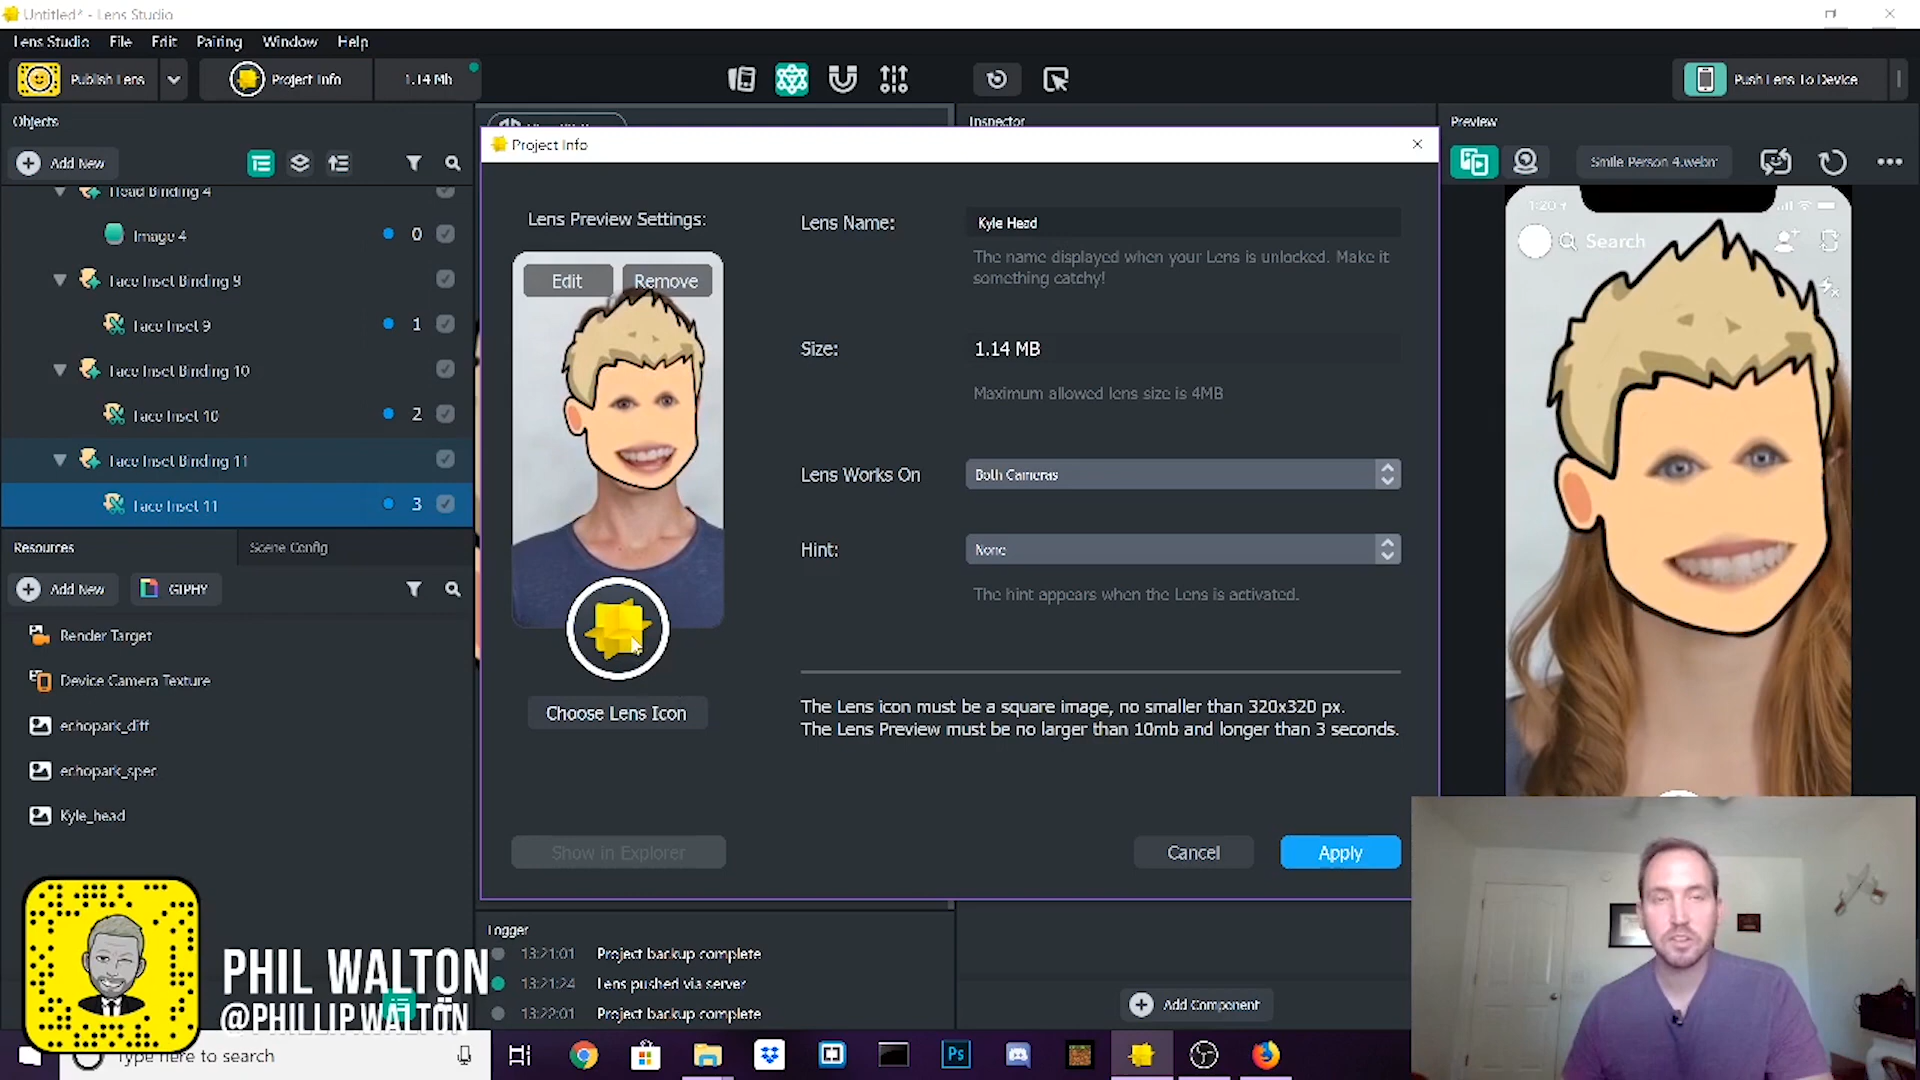 Untitled* - Lens Studio
Lens Studio File Edit Pairing Window Help
Publish Lens Project Info 1.14 Mb Push Lens To Device
Objects
Add New
Head Binding 4
Image 4 0
Face Inset Binding 9
Face Inset 9 1
Face Inset Binding 10
Face Inset 10 2
Face Inset Binding 11
Face Inset 11 3
Resources Scene Config
Add New GIPHY
Render Target
Device Camera Texture
echopark_diff
echopark_spec
Kyle_head
Inspector
Project Info
Lens Preview Settings:
Edit Remove
Choose Lens Icon
Show in Explorer
Lens Name: Kyle Head
The name displayed when your Lens is unlocked. Make it
something catchy!
Size: 1.14 MB
Maximum allowed lens size is 4MB
Lens Works On Both Cameras
Hint: None
The hint appears when the Lens is activated.
The Lens icon must be a square image, no smaller than 320x320 px.
The Lens Preview must be no larger than 10mb and longer than 3 seconds.
Cancel Apply
Preview
Smile Person 4.webm
1:20
Search
Logger
13:21:01 Project backup complete
13:21:24 Lens pushed via server
13:22:01 Project backup complete
Add Component
PHIL WALTON
@PHILLIP.WALTON
Type here to search
Ps